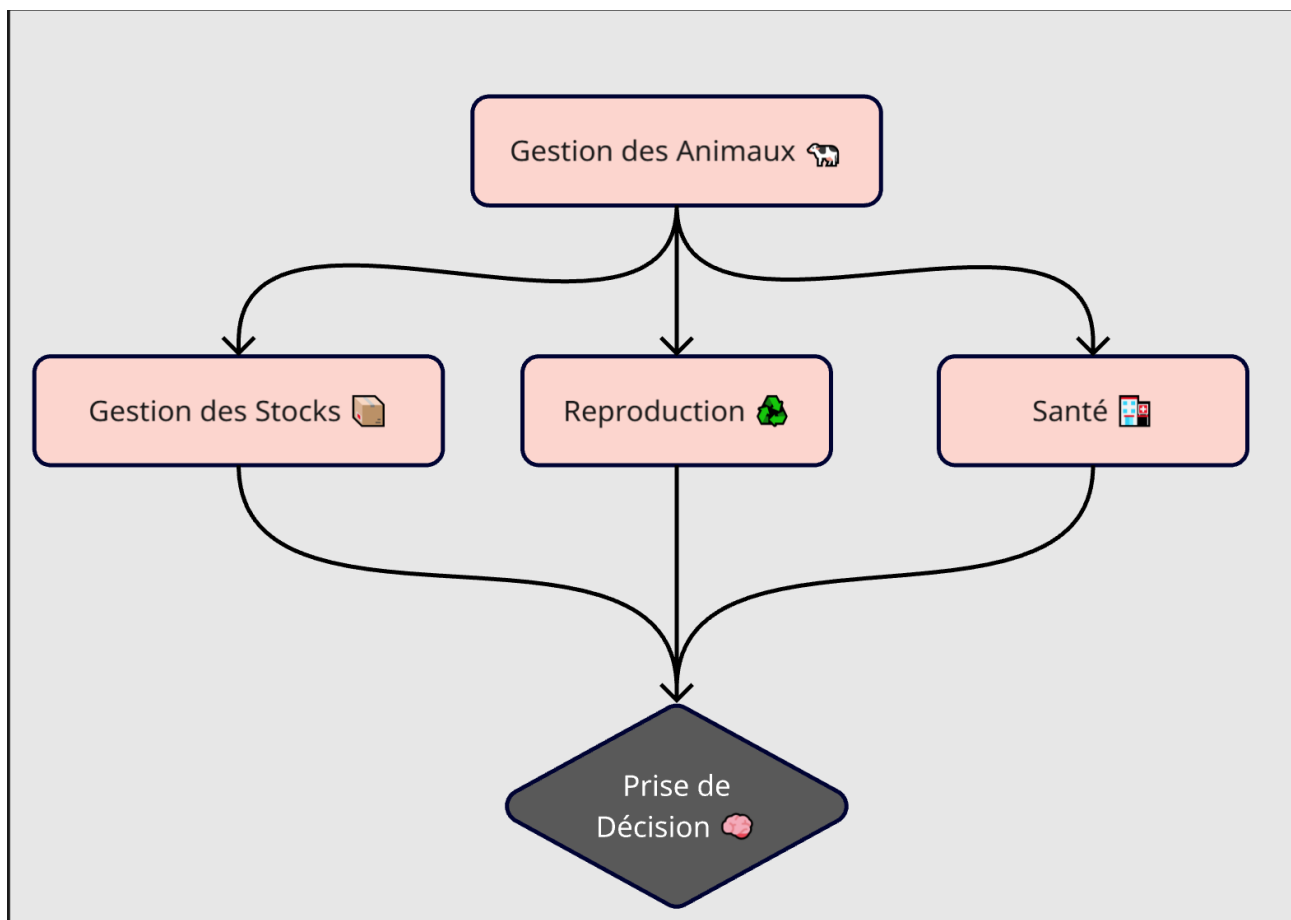 Gestion des Animaux 🐄
Gestion des Stocks 📦
Reproduction ♻️
Santé 🏥
Prise de
Décision 🧠